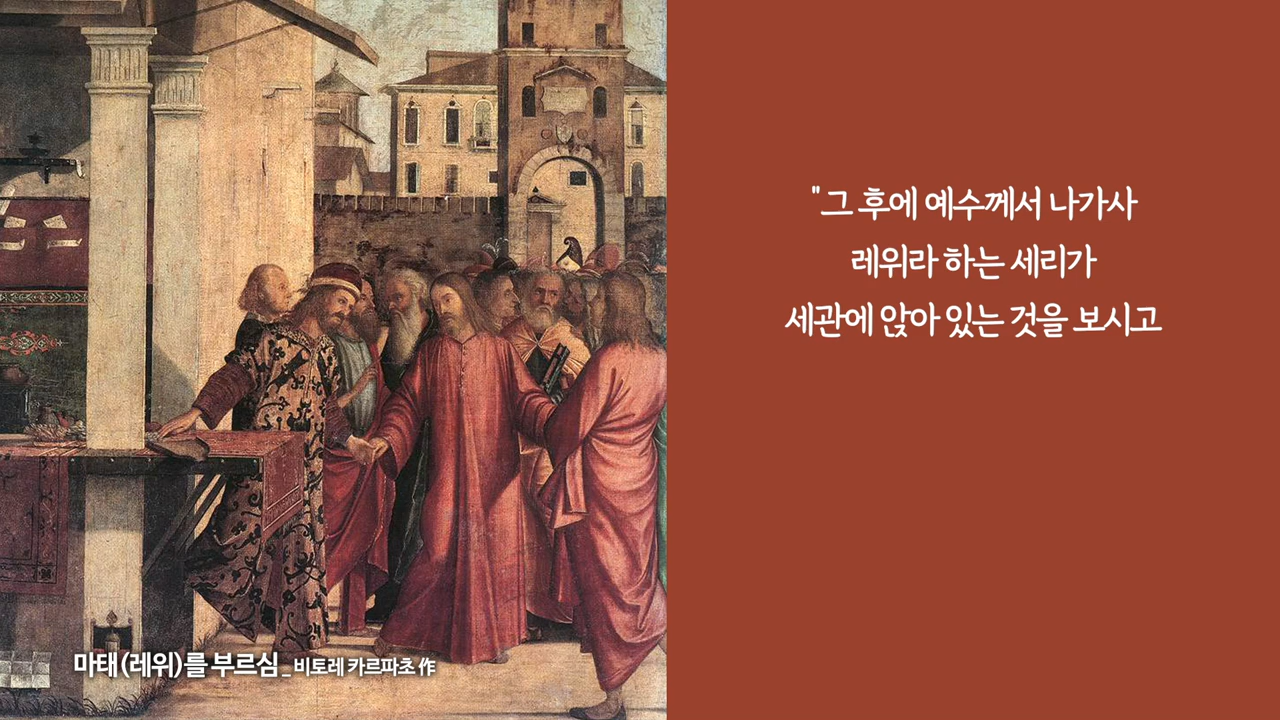 "그 후에 예수께서 나가사
레위라 하는 세리가
세관에 앉아 있는 것을 보시고
마태(레위)를 부르심_비토레 카르파초 作